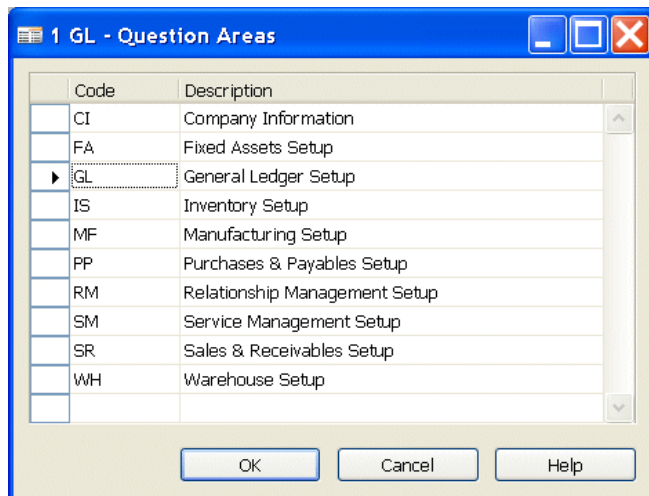 1 GL - Question Areas
Code Description
CI Company Information
FA Fixed Assets Setup
GL General Ledger Setup
IS Inventory Setup
MF Manufacturing Setup
PP Purchases & Payables Setup
RM Relationship Management Setup
SM Service Management Setup
SR Sales & Receivables Setup
WH Warehouse Setup
OK Cancel Help